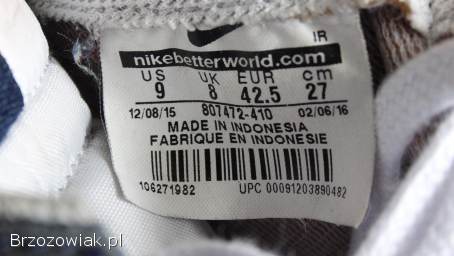 IR
nikebetterworld.com
US UK EUR cm
9 8 42.5 27
12/08/15 807472-410 02/06/16
MADE IN INDONESIA
FABRIQUE EN INDONESIE
106271982 UPC 00091203890482
Brzozowiak.pl